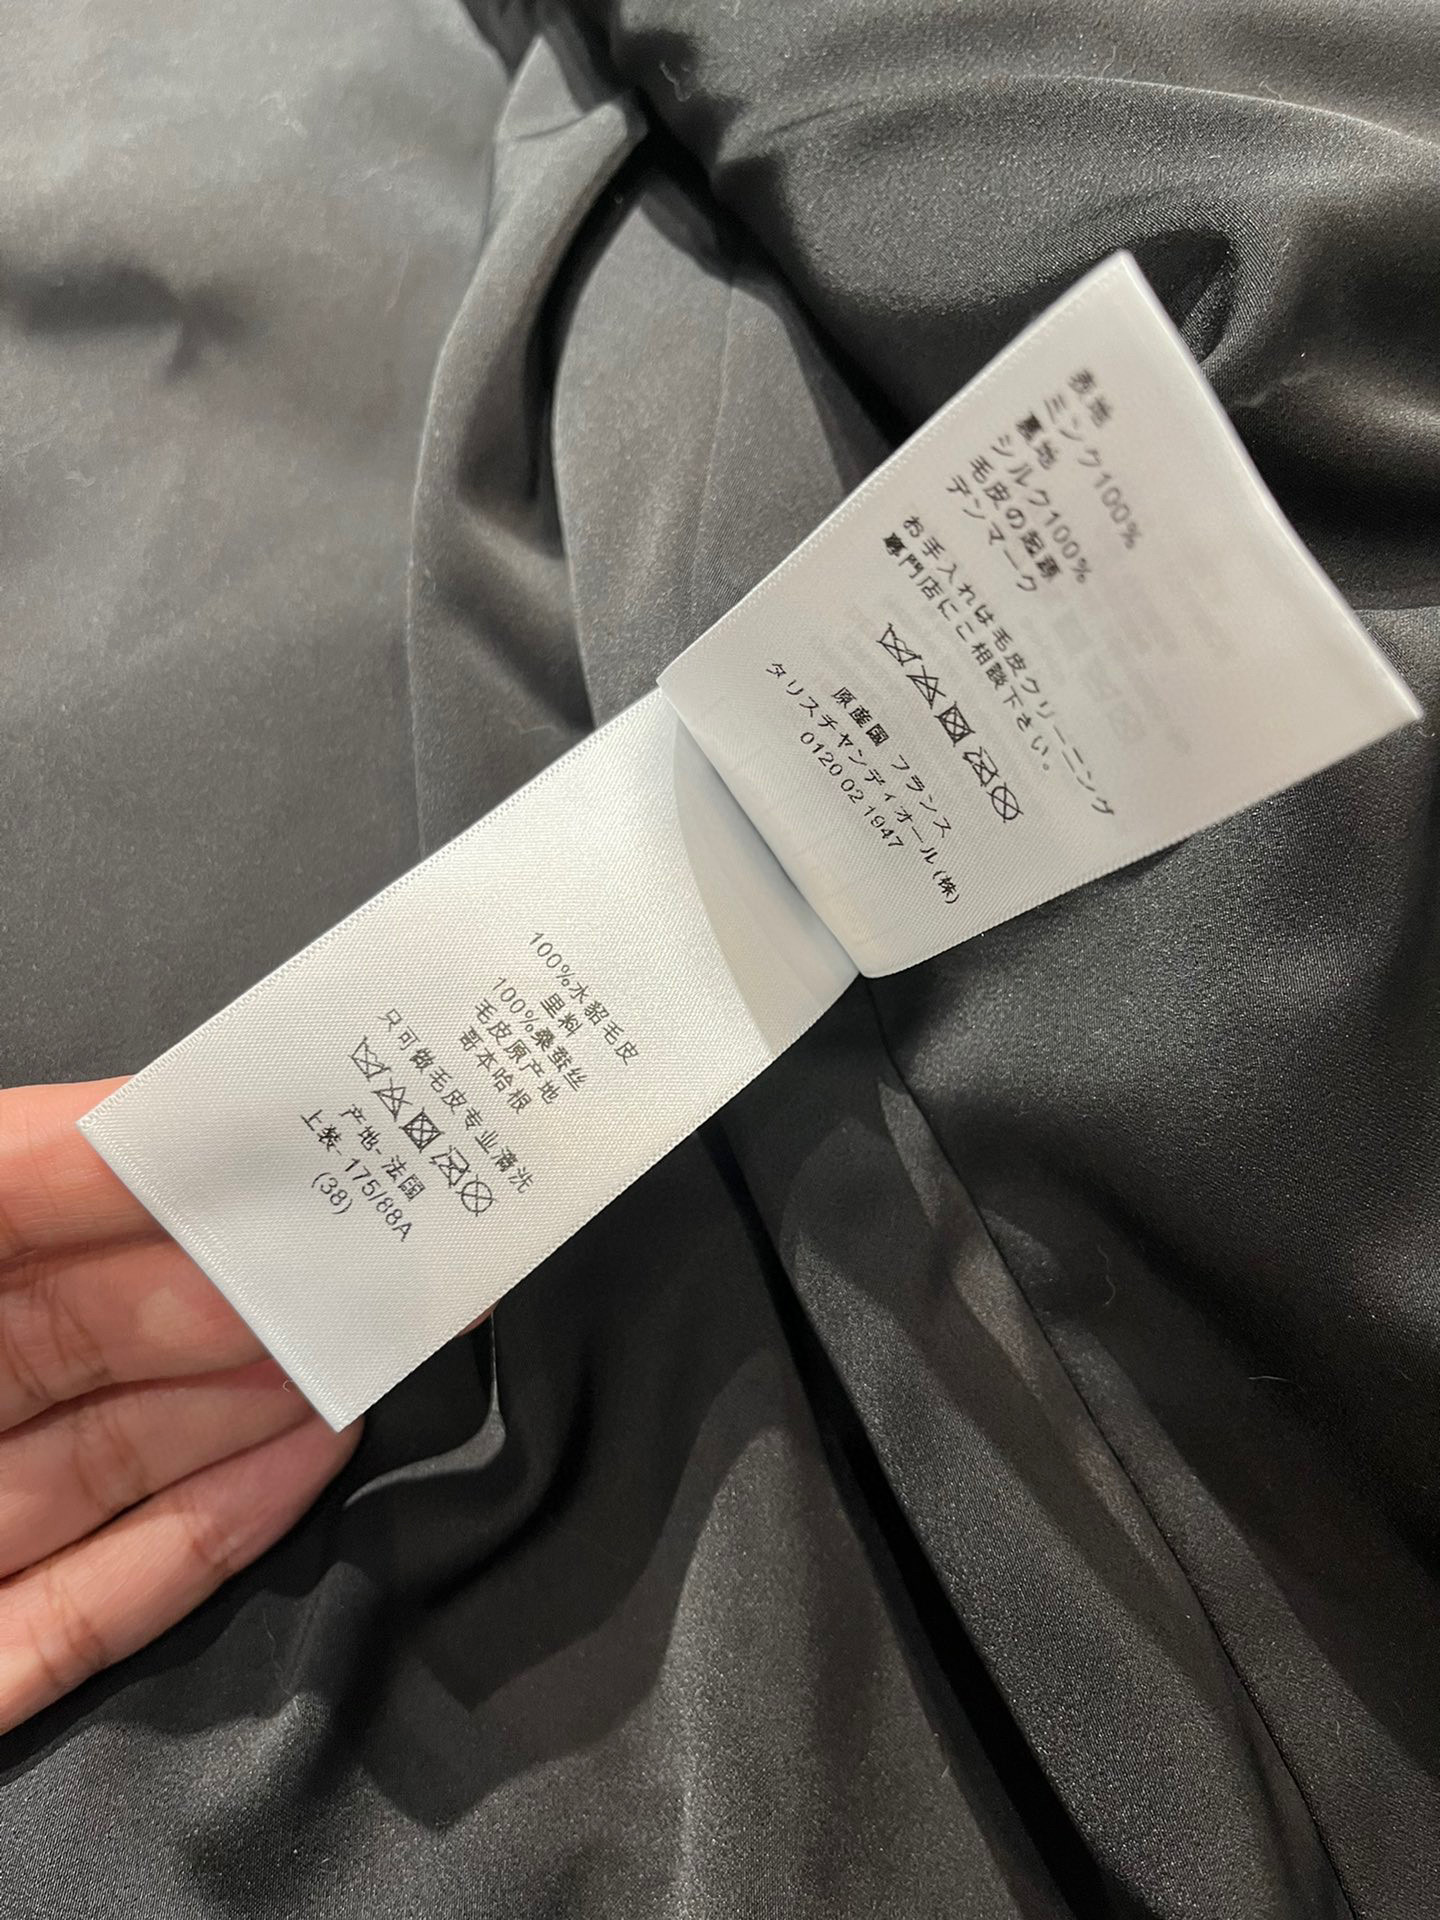 表地
ミンク100%
裏地
シルク100%
毛皮の起源
デンマーク
お手入れは毛皮クリーニング
専門店にご相談下さい。
原産国 フランス
タリスチャンディオール(株)
0120 02 1947
100%水貂毛皮
里料
100%桑蚕丝
毛皮原产地
哥本哈根
只可做毛皮专业滴洗
产地-法国
上装-175/88A
(38)